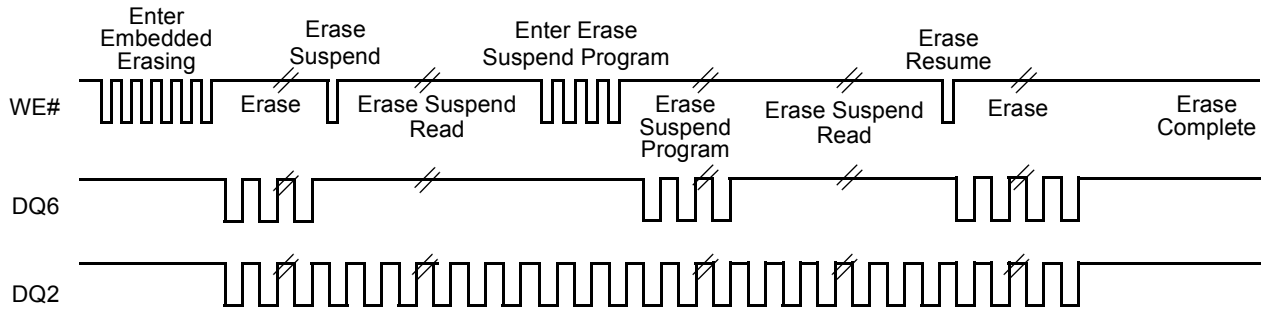 Enter
Embedded
Erasing
Erase
Suspend
Enter Erase
Suspend Program
Erase
Resume
WE#
Erase
Erase Suspend
Read
Erase
Suspend
Program
Erase Suspend
Read
Erase
Erase
Complete
DQ6
DQ2